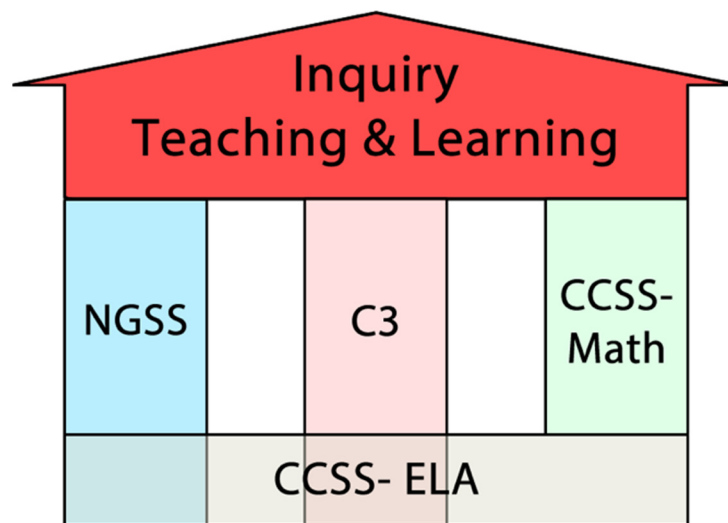 Inquiry
Teaching & Learning
NGSS
C3
CCSS-
Math
CCSS- ELA